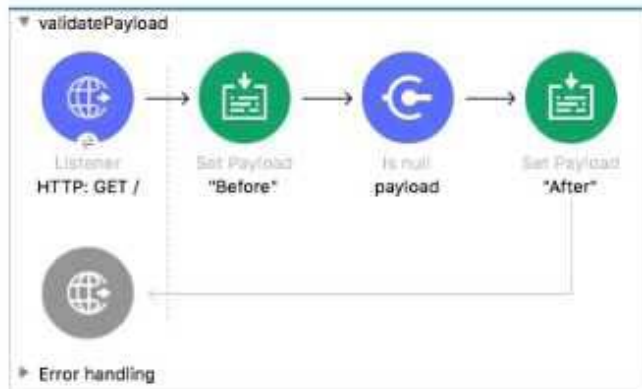 validatePayload
Listener
HTTP: GET /
Set Payload
"Before"
Is null
payload
Set Payload
"After"
Error handling